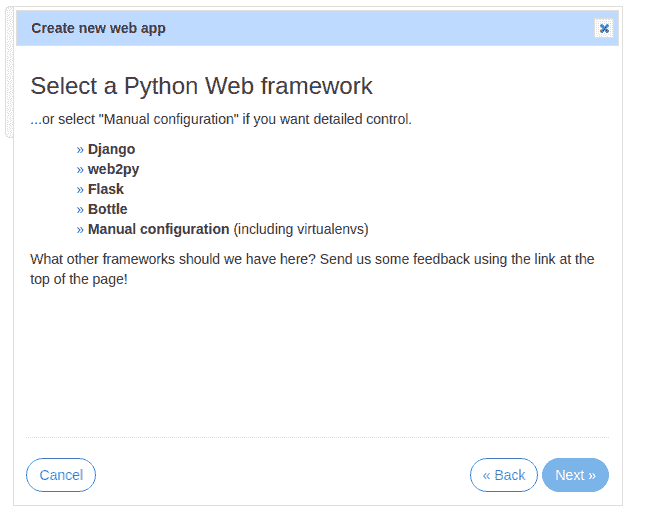 Create new web app
Select a Python Web framework
...or select "Manual configuration" if you want detailed control.
» Django
» web2py
» Flask
» Bottle
» Manual configuration (including virtualenvs)
What other frameworks should we have here? Send us some feedback using the link at the
top of the page!
Cancel
« Back
Next »